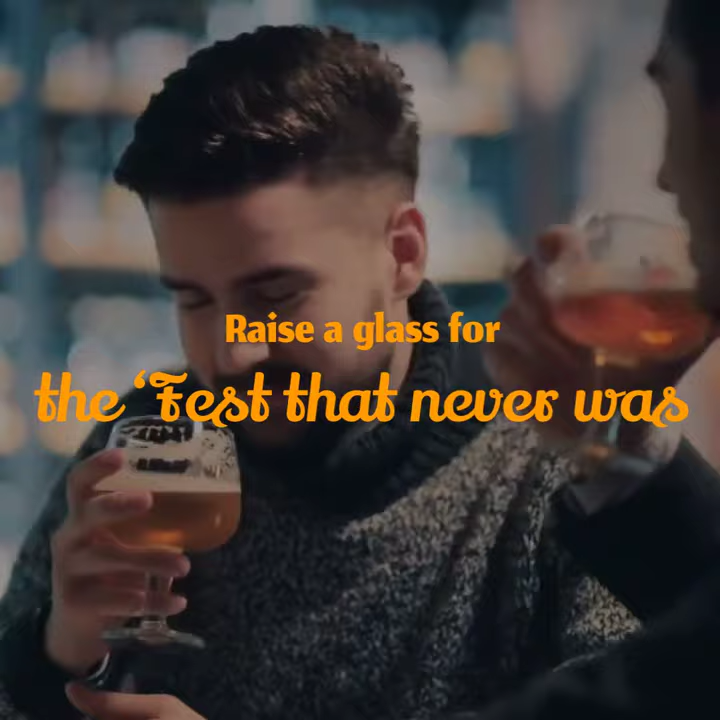 Raise a glass for
the ‘Fest that never was